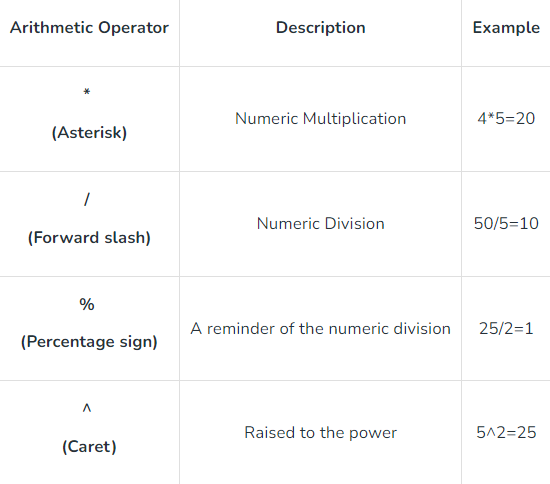 Arithmetic Operator Description Example
*
(Asterisk)
Numeric Multiplication
4*5=20
/
(Forward slash)
Numeric Division
50/5=10
%
(Percentage sign)
A reminder of the numeric division
25/2=1
^
(Caret)
Raised to the power
5^2=25